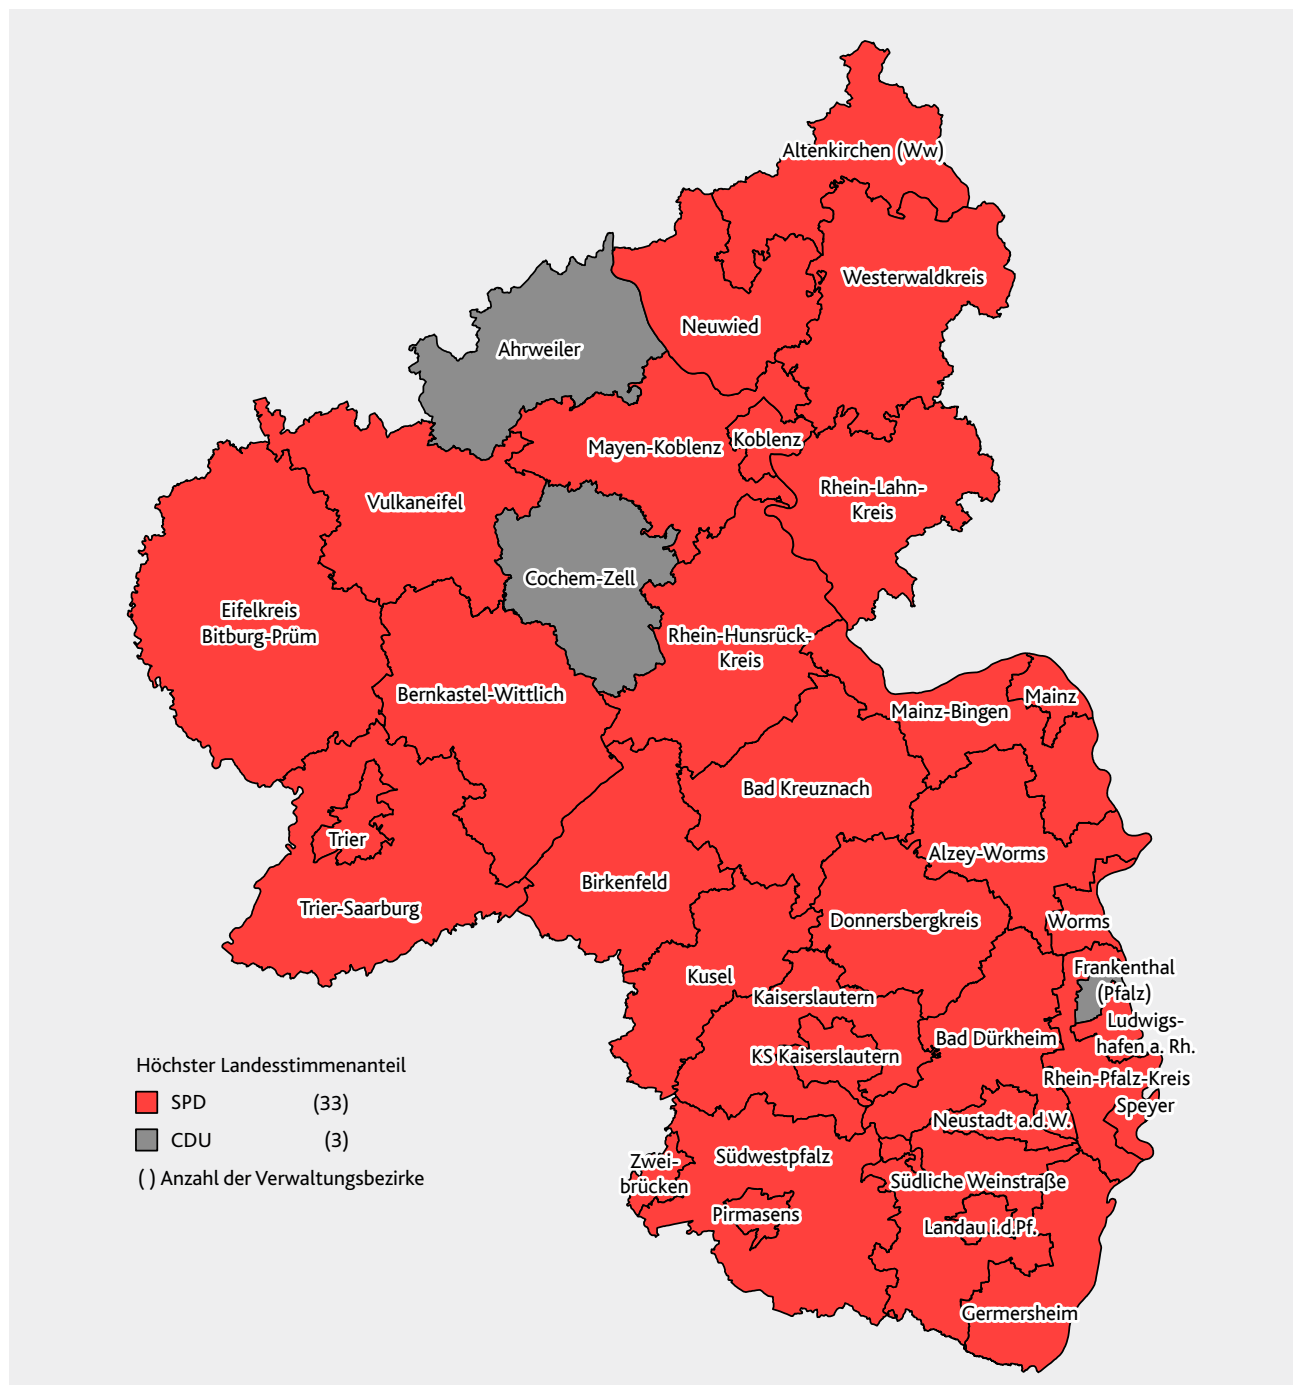 Altenkirchen (Ww)
Westerwaldkreis
Neuwied
Ahrweiler
Koblenz
Mayen-Koblenz
Rhein-Lahn-
Kreis
Vulkaneifel
Cochem-Zell
Eifelkreis
Bitburg-Prüm
Rhein-Hunsrück-
Kreis
Bernkastel-Wittlich
Mainz
Mainz-Bingen
Bad Kreuznach
Trier
Alzey-Worms
Birkenfeld
Trier-Saarburg
Donnersbergkreis
Worms
Kusel
Frankenthal
(Pfalz)
Kaiserslautern
Ludwigs-
hafen a. Rh.
Bad Dürkheim
KS Kaiserslautern
Rhein-Pfalz-Kreis
Speyer
Neustadt a.d.W.
Südwestpfalz
Zwei-
brücken
Südliche Weinstraße
Pirmasens
Landau i.d.Pf.
Germersheim
Höchster Landesstimmenanteil
SPD (33)
CDU (3)
( ) Anzahl der Verwaltungsbezirke